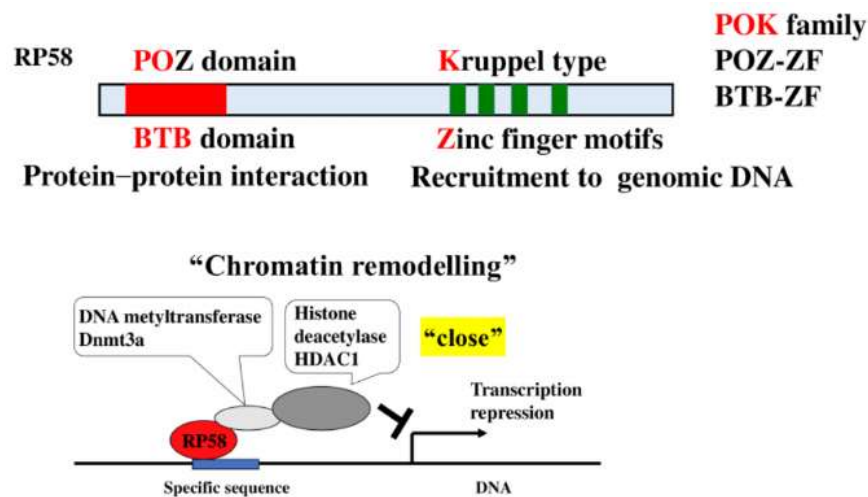 POK family
RP58
POZ domain
Kruppel type
POZ-ZF
BTB-ZF
BTB domain
Zinc finger motifs
Protein−protein interaction
Recruitment to genomic DNA
“Chromatin remodelling”
DNA metyltransferase
Dnmt3a
Histone
deacetylase
HDAC1
“close”
Transcription
repression
RP58
Specific sequence
DNA